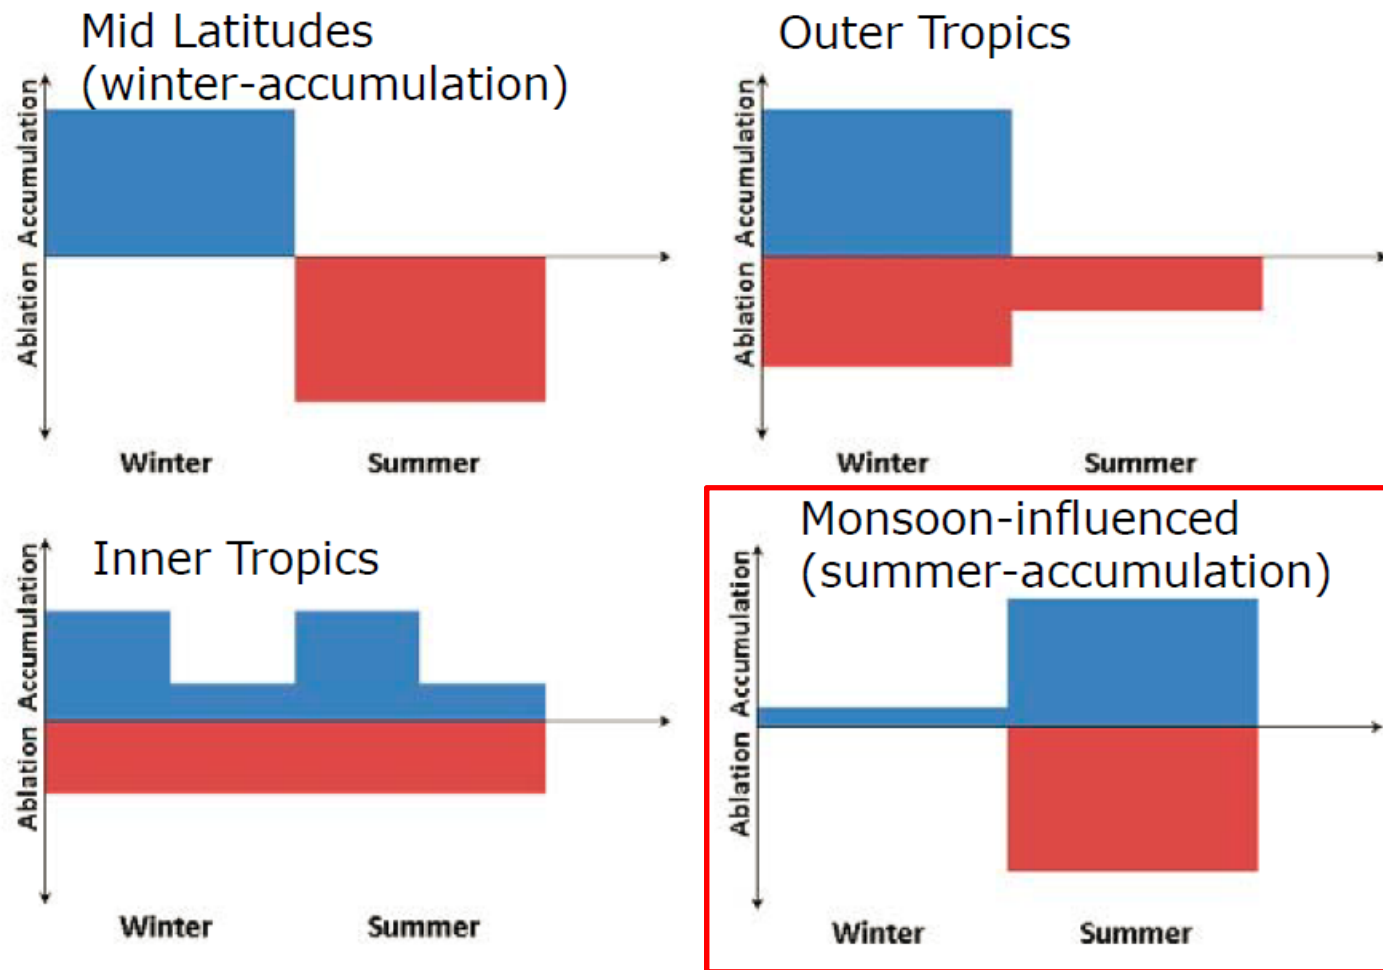 Mid Latitudes
(winter-accumulation)
Accumulation
Ablation
Winter Summer
Outer Tropics
Accumulation
Ablation
Winter Summer
Inner Tropics
Accumulation
Ablation
Winter Summer
Monsoon-influenced
(summer-accumulation)
Accumulation
Ablation
Winter Summer